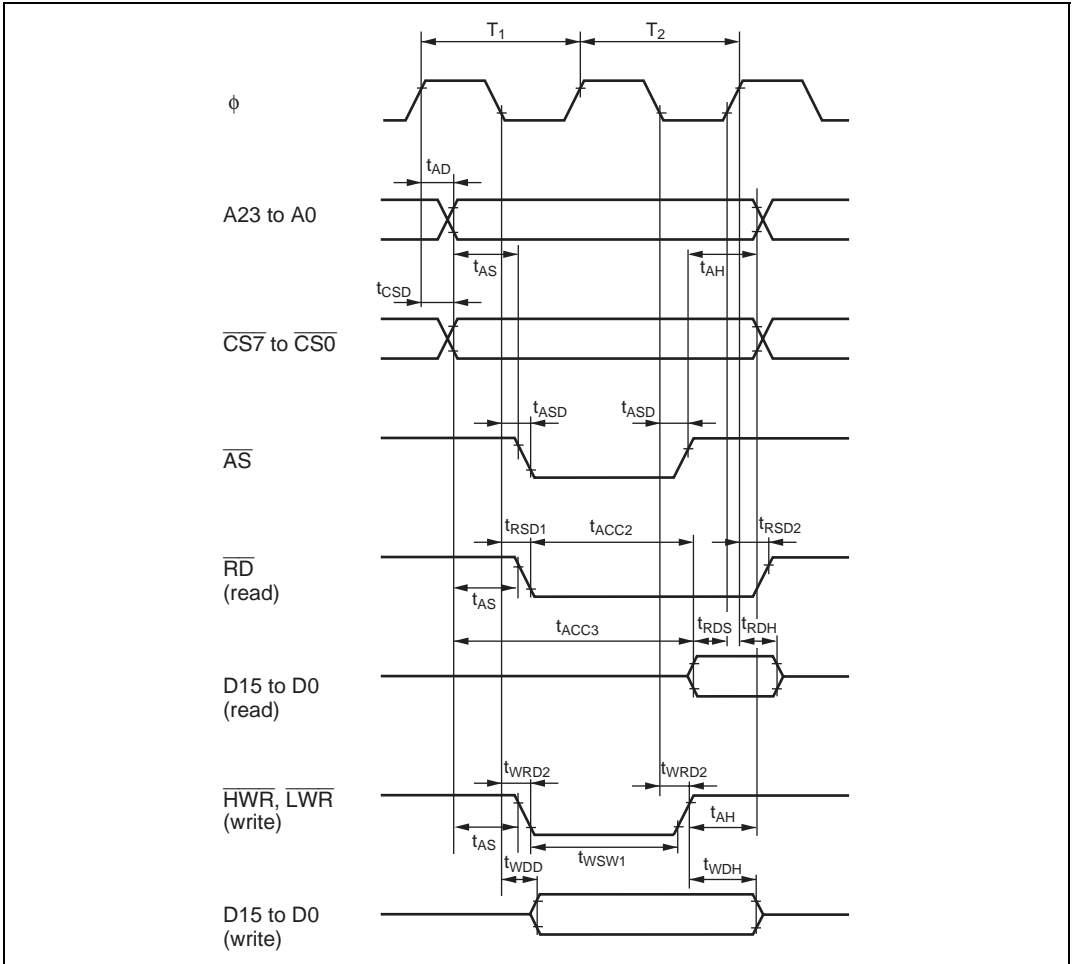 T1 T2
φ
tAD
A23 to A0
tAS tAH
tCSD
CS7 to CS0
tASD tASD
AS
tRSD1 tACC2 tRSD2
RD
(read)
tAS
tACC3 tRDS tRDH
D15 to D0
(read)
tWRD2 tWRD2
HWR, LWR
(write)
tAH
tAS
tWSW1
tWDD tWDH
D15 to D0
(write)